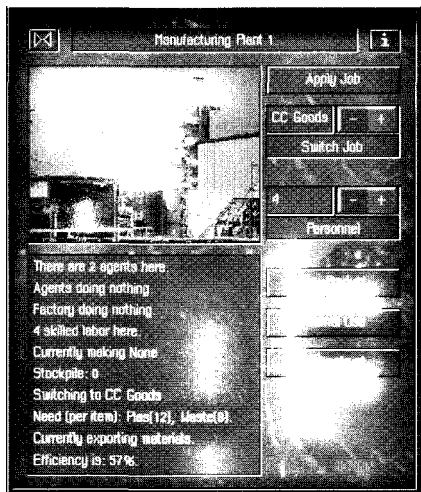 Manufacturing Plant 1
i
Apply Job
CC Goods - +
Switch Job
4 - +
Personnel
There are 2 agents here.
Agents doing nothing
Factory doing nothing
4 skilled labor here.
Currently making None
Stockpile: 0
Switching to CC Goods
Need (per item): Plas(12), Waste(8).
Currently exporting materials.
Efficiency is: 57%.